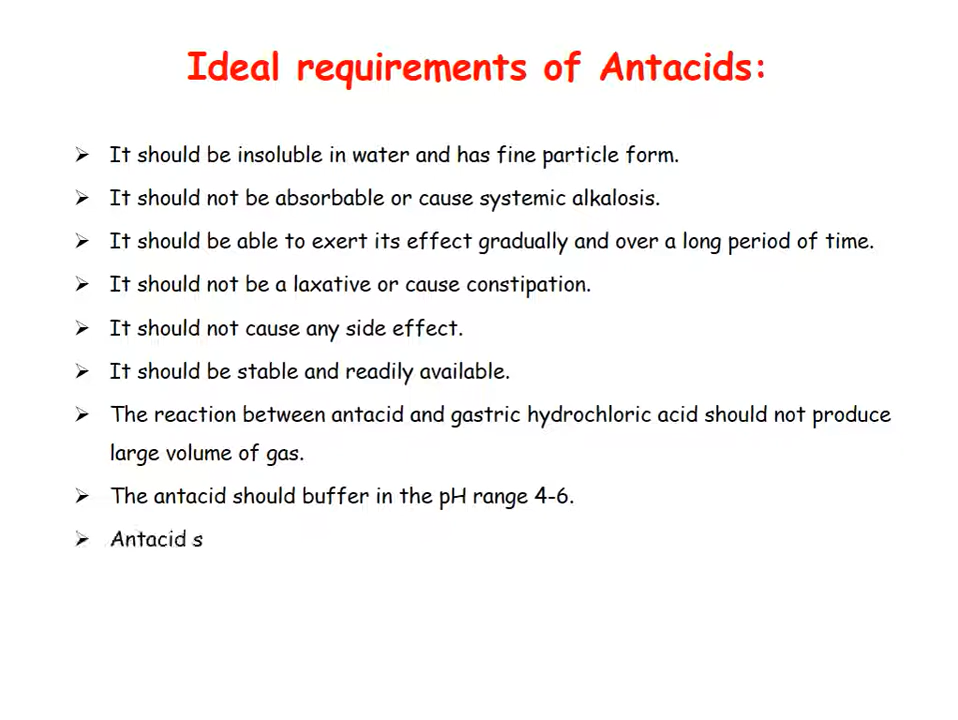 Ideal requirements of Antacids:
➢ It should be insoluble in water and has fine particle form.
➢ It should not be absorbable or cause systemic alkalosis.
➢ It should be able to exert its effect gradually and over a long period of time.
➢ It should not be a laxative or cause constipation.
➢ It should not cause any side effect.
➢ It should be stable and readily available.
➢ The reaction between antacid and gastric hydrochloric acid should not produce
large volume of gas.
➢ The antacid should buffer in the pH range 4-6.
➢ Antacid s